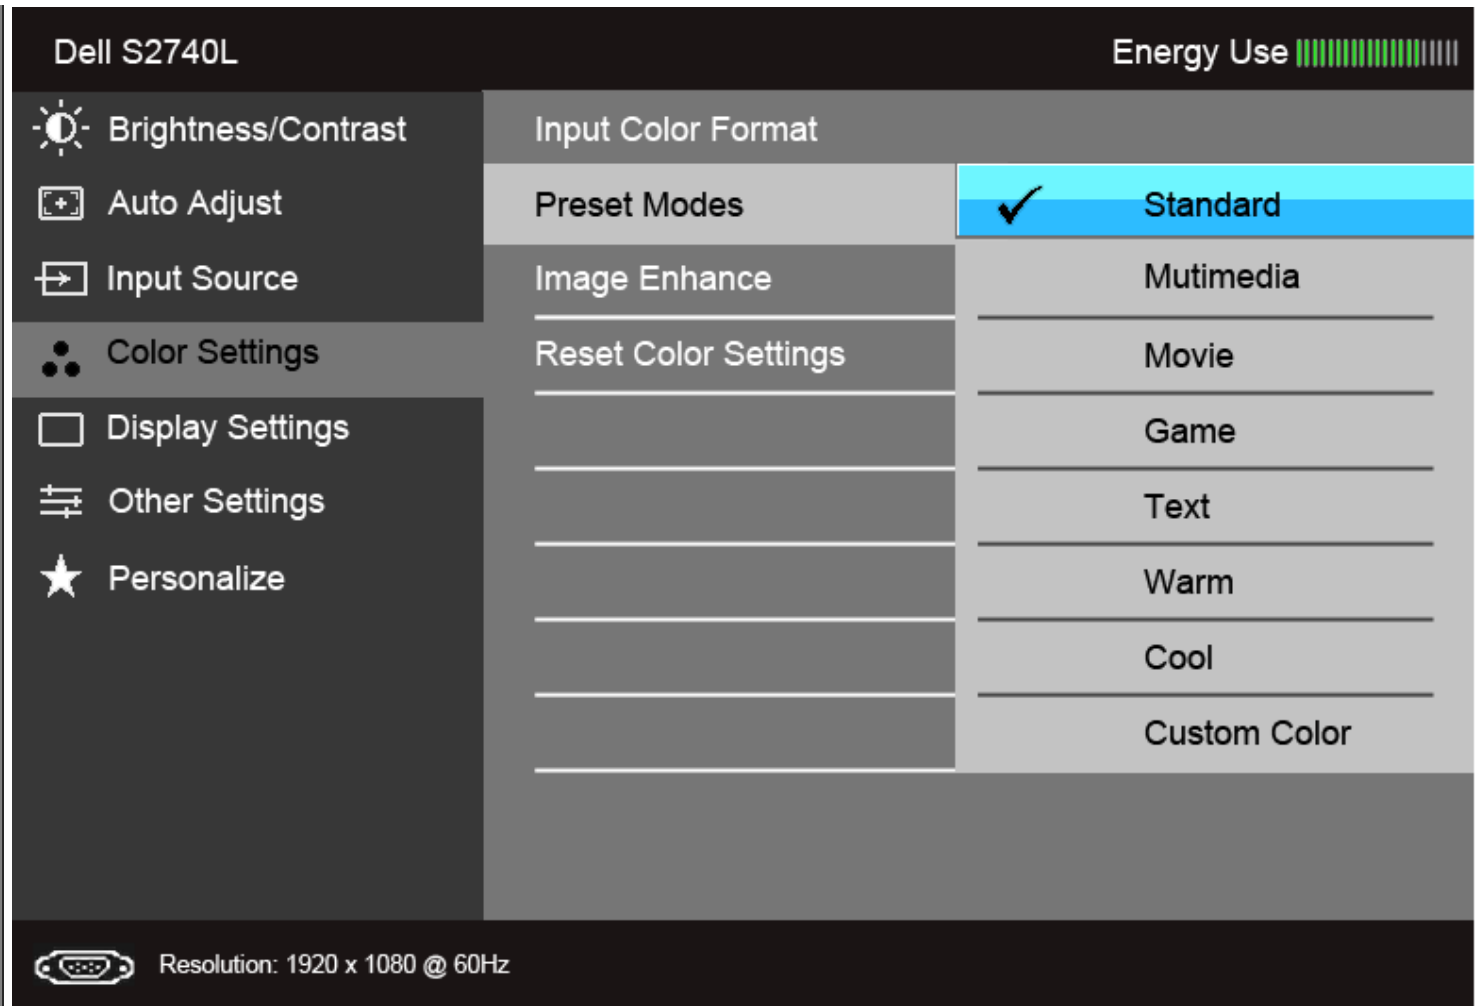 Dell S2740L
Energy Use
Brightness/Contrast
Auto Adjust
Input Source
Color Settings
Display Settings
Other Settings
Personalize
Input Color Format
Preset Modes
Image Enhance
Reset Color Settings
Standard
Mutimedia
Movie
Game
Text
Warm
Cool
Custom Color
Resolution: 1920 x 1080 @ 60Hz